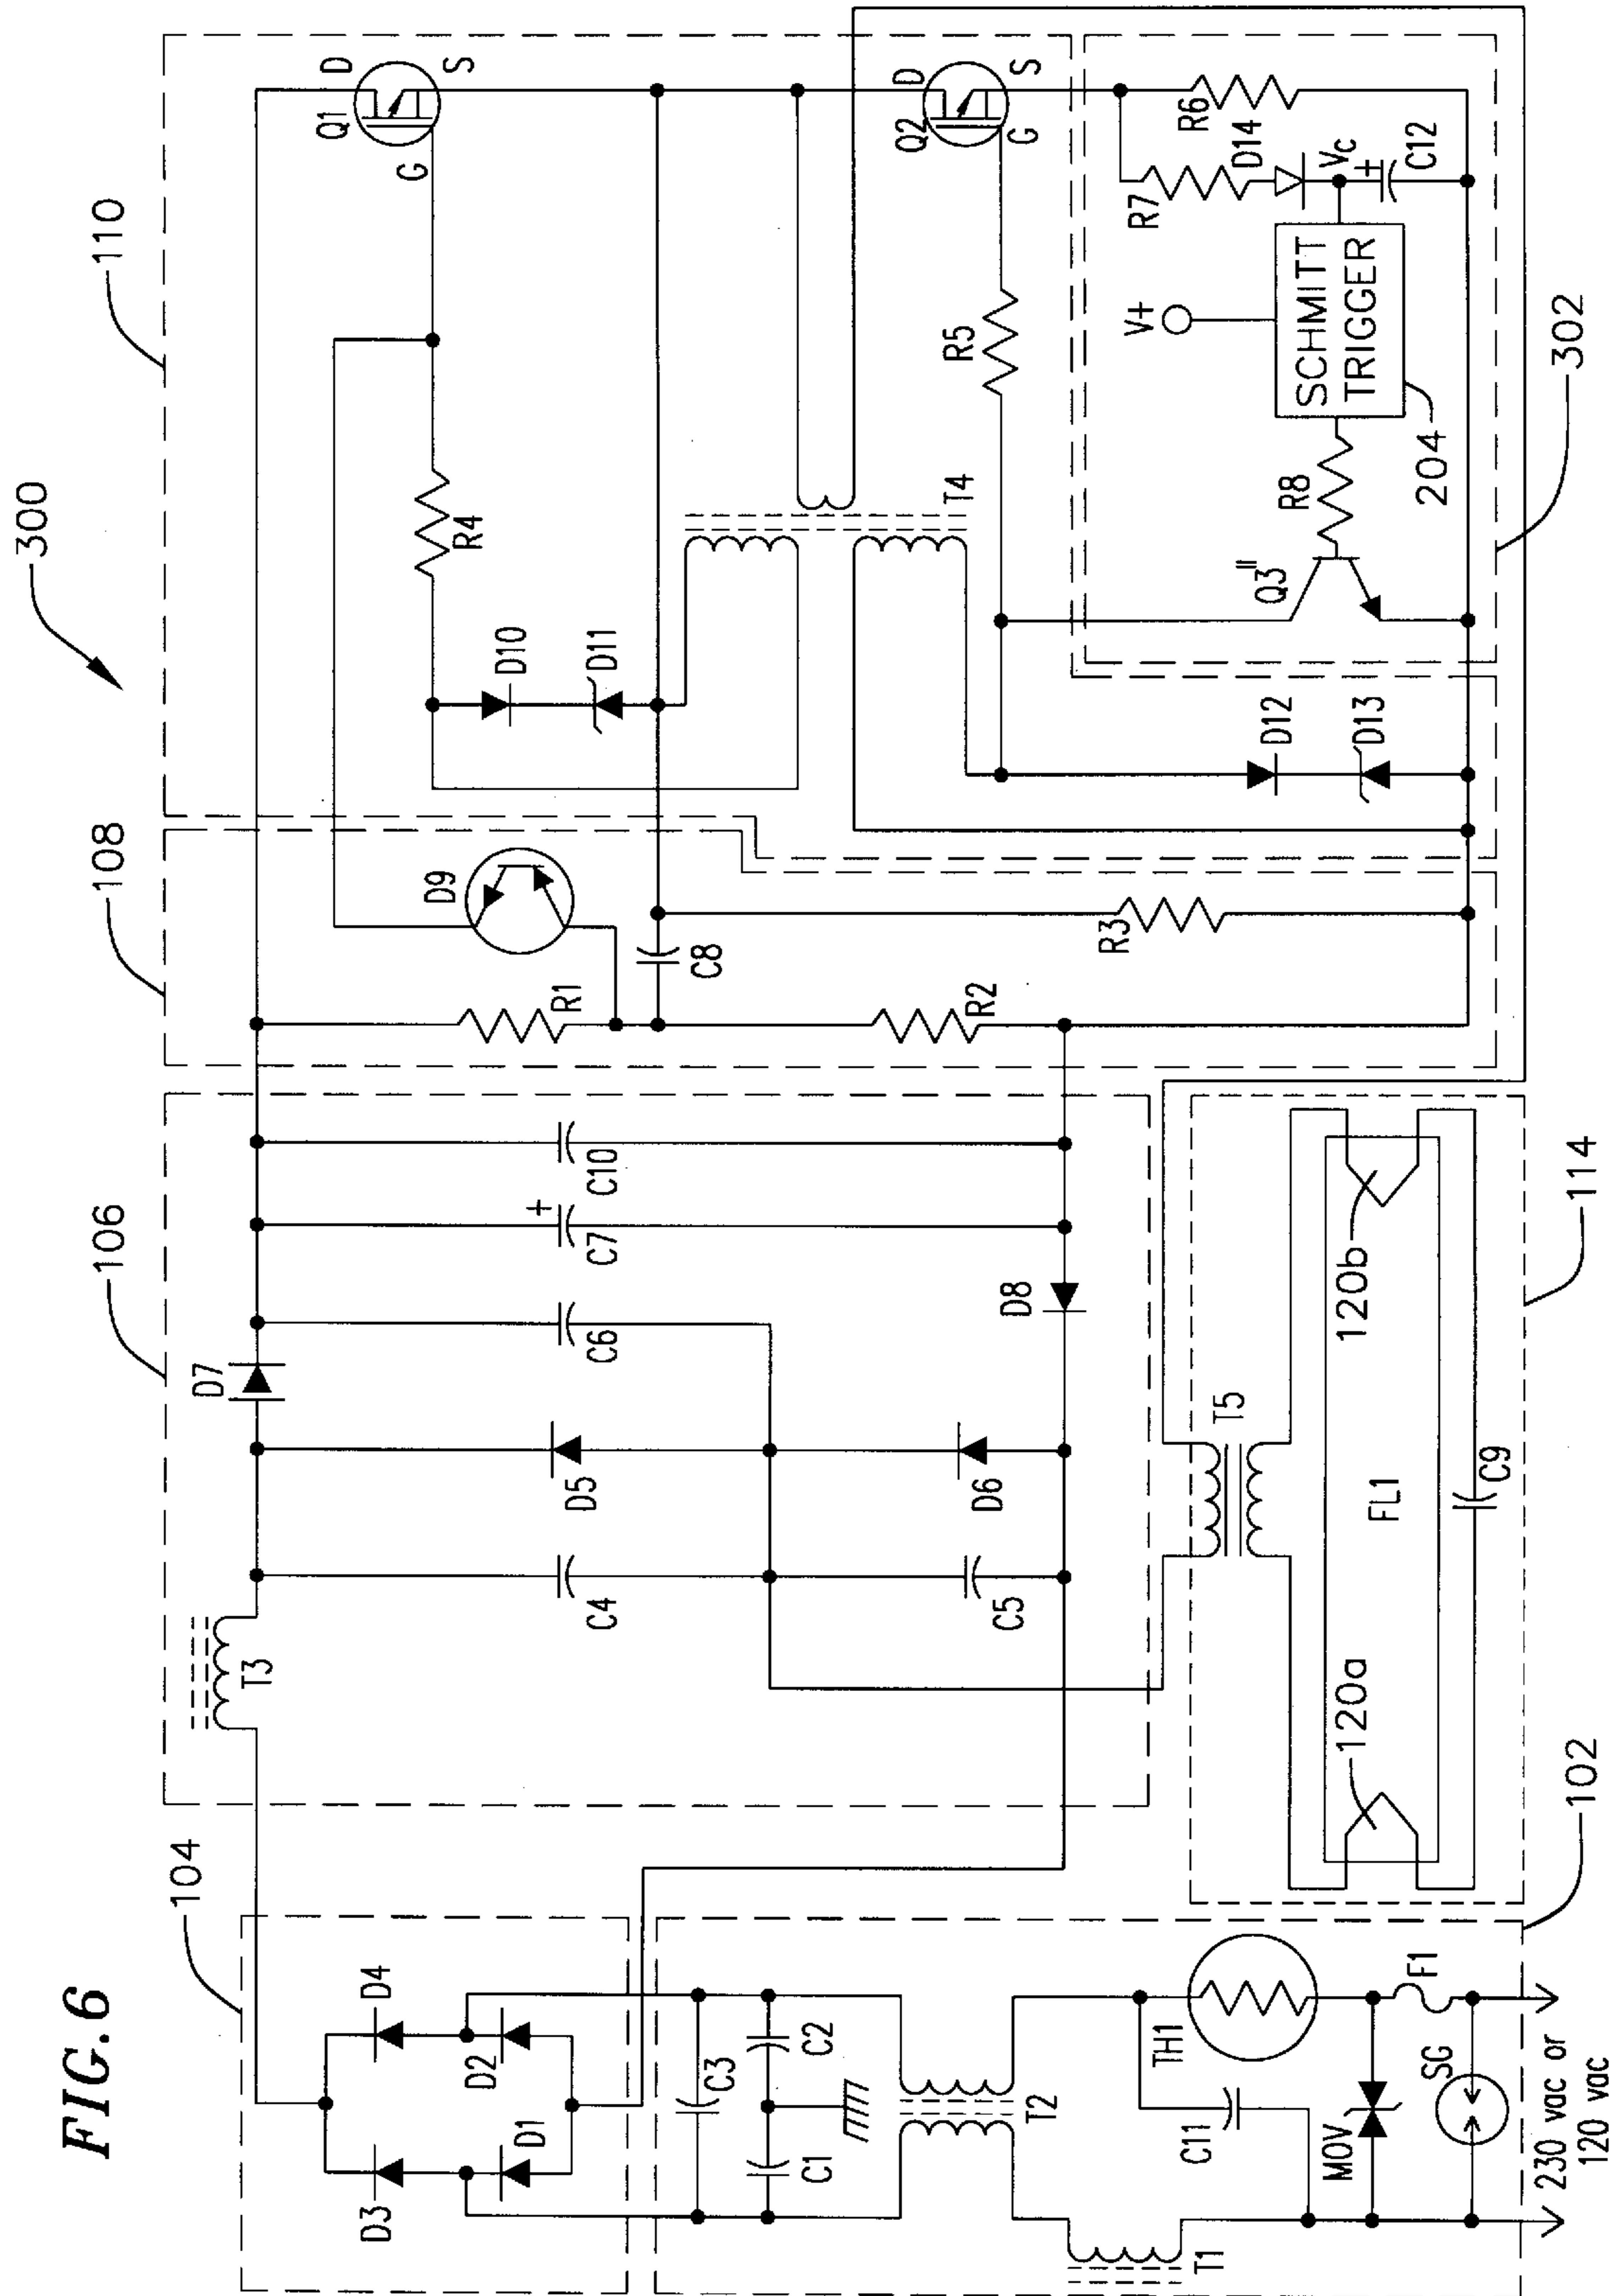 FIG.6
300
104
106
108
110
D3
D4
D1
D2
C3
C1
C2
T2
T1
C11
TH1
MOV
F1
SG
230 vac or
120 vac
102
T3
D7
C4
D5
C6
C7
+
C10
C5
D6
D8
T5
120a
FL1
120b
C9
114
R1
R2
D9
C8
R3
D10
D11
R4
Q1
D
S
G
T4
D12
D13
R5
Q2
D
S
G
Q3"
R8
SCHMITT
TRIGGER
204
V+
R7
D14
R6
Vc
+
C12
302